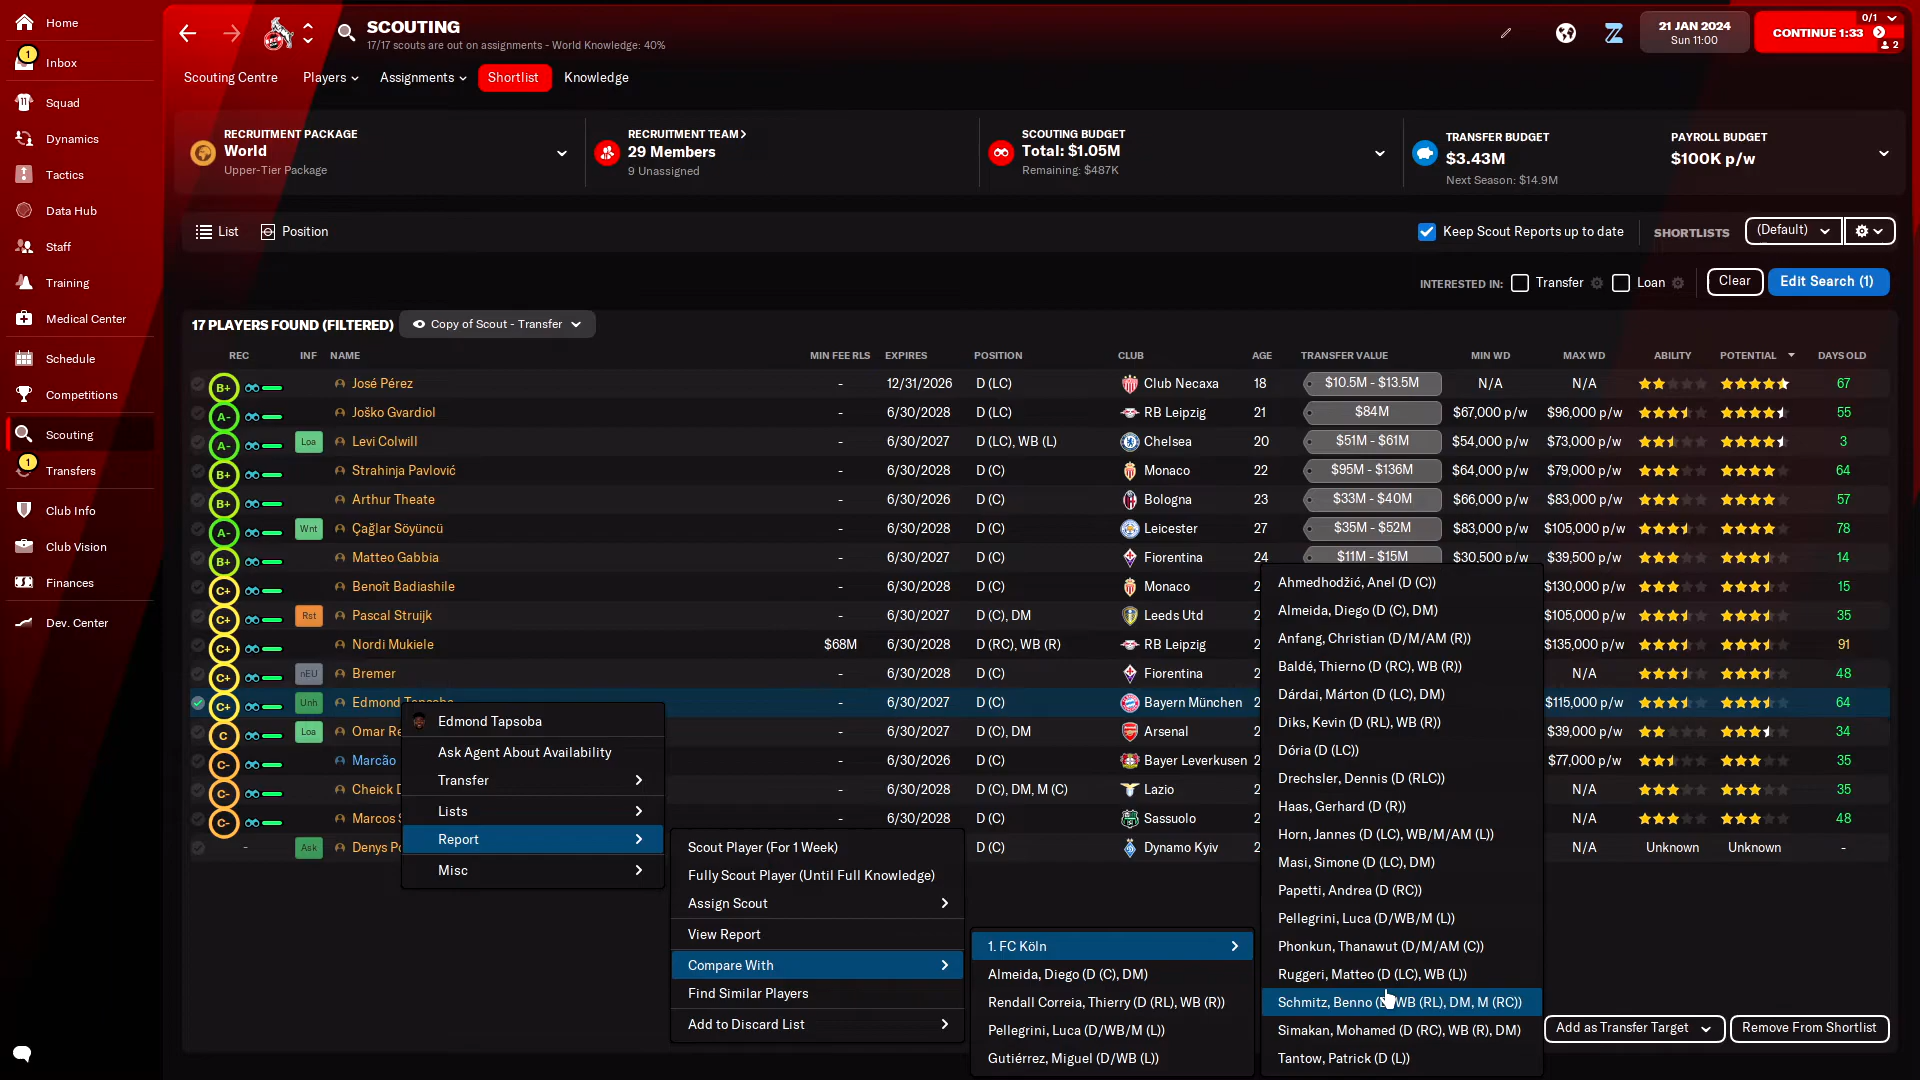 Home
1
Inbox
Squad
Dynamics
Tactics
Data Hub
Staff
Training
Medical Center
Schedule
Competitions
Scouting
1
Transfers
Club Info
Club Vision
Finances
Dev. Center
SCOUTING
17/17 scouts are out on assignments - World Knowledge: 40%
21 JAN 2024
Sun 11:00
CONTINUE 1:33
0/1
2
Scouting Centre Players Assignments Shortlist Knowledge
RECRUITMENT PACKAGE
World
Upper-Tier Package
RECRUITMENT TEAM
29 Members
9 Unassigned
SCOUTING BUDGET
Total: $1.05M
Remaining: $487K
TRANSFER BUDGET
$3.43M
Next Season: $14.9M
PAYROLL BUDGET
$100K p/w
List Position
Keep Scout Reports up to date SHORTLISTS (Default)
INTERESTED IN: Transfer Loan Clear Edit Search (1)
17 PLAYERS FOUND (FILTERED) Copy of Scout - Transfer
REC INF NAME MIN FEE RLS EXPIRES POSITION CLUB AGE TRANSFER VALUE MIN WD MAX WD ABILITY POTENTIAL DAYS OLD
B+ José Pérez - 12/31/2026 D (LC) Club Necaxa 18 $10.5M - $13.5M N/A N/A 67
A- Joško Gvardiol - 6/30/2028 D (LC) RB Leipzig 21 $84M $67,000 p/w $96,000 p/w 55
A- Loa Levi Colwill - 6/30/2027 D (LC), WB (L) Chelsea 20 $51M - $61M $54,000 p/w $73,000 p/w 3
B+ Strahinja Pavlović - 6/30/2028 D (C) Monaco 22 $95M - $136M $64,000 p/w $79,000 p/w 64
B+ Arthur Theate - 6/30/2026 D (C) Bologna 23 $33M - $40M $66,000 p/w $83,000 p/w 57
A- Wnt Çağlar Söyüncü - 6/30/2028 D (C) Leicester 27 $35M - $52M $83,000 p/w $105,000 p/w 78
B+ Matteo Gabbia - 6/30/2027 D (C) Fiorentina 24 $11M - $15M $30,500 p/w $39,500 p/w 14
C+ Benoît Badiashile - 6/30/2028 D (C) Monaco 2 $130,000 p/w 15
C+ Rst Pascal Struijk - 6/30/2027 D (C), DM Leeds Utd 2 $105,000 p/w 35
C+ Nordi Mukiele $68M 6/30/2028 D (RC), WB (R) RB Leipzig 2 $135,000 p/w 91
C+ nEU Bremer - 6/30/2028 D (C) Fiorentina 2 N/A 48
C+ Unh Edmond Tapsoba - 6/30/2027 D (C) Bayern München 2 $115,000 p/w 64
C Loa Omar Re - 6/30/2027 D (C), DM Arsenal 2 $39,000 p/w 34
C- Marcão - 6/30/2026 D (C) Bayer Leverkusen 2 $77,000 p/w 35
C- Cheick D - 6/30/2028 D (C), DM, M (C) Lazio 2 N/A 35
C- Marcos S - 6/30/2028 D (C) Sassuolo 2 N/A 48
- Ask Denys Po D (C) Dynamo Kyiv 2 N/A Unknown Unknown -
Edmond Tapsoba
Ask Agent About Availability
Transfer
Lists
Report
Misc
Scout Player (For 1 Week)
Fully Scout Player (Until Full Knowledge)
Assign Scout
View Report
Compare With
Find Similar Players
Add to Discard List
1. FC Köln
Almeida, Diego (D (C), DM)
Rendall Correia, Thierry (D (RL), WB (R))
Pellegrini, Luca (D/WB/M (L))
Gutiérrez, Miguel (D/WB (L))
Ahmedhodžić, Anel (D (C))
Almeida, Diego (D (C), DM)
Anfang, Christian (D/M/AM (R))
Baldé, Thierno (D (RC), WB (R))
Dárdai, Márton (D (LC), DM)
Diks, Kevin (D (RL), WB (R))
Dória (D (LC))
Drechsler, Dennis (D (RLC))
Haas, Gerhard (D (R))
Horn, Jannes (D (LC), WB/M/AM (L))
Masi, Simone (D (LC), DM)
Papetti, Andrea (D (RC))
Pellegrini, Luca (D/WB/M (L))
Phonkun, Thanawut (D/M/AM (C))
Ruggeri, Matteo (D (LC), WB (L))
Schmitz, Benno (D/WB (RL), DM, M (RC))
Simakan, Mohamed (D (RC), WB (R), DM)
Tantow, Patrick (D (L))
Add as Transfer Target Remove From Shortlist